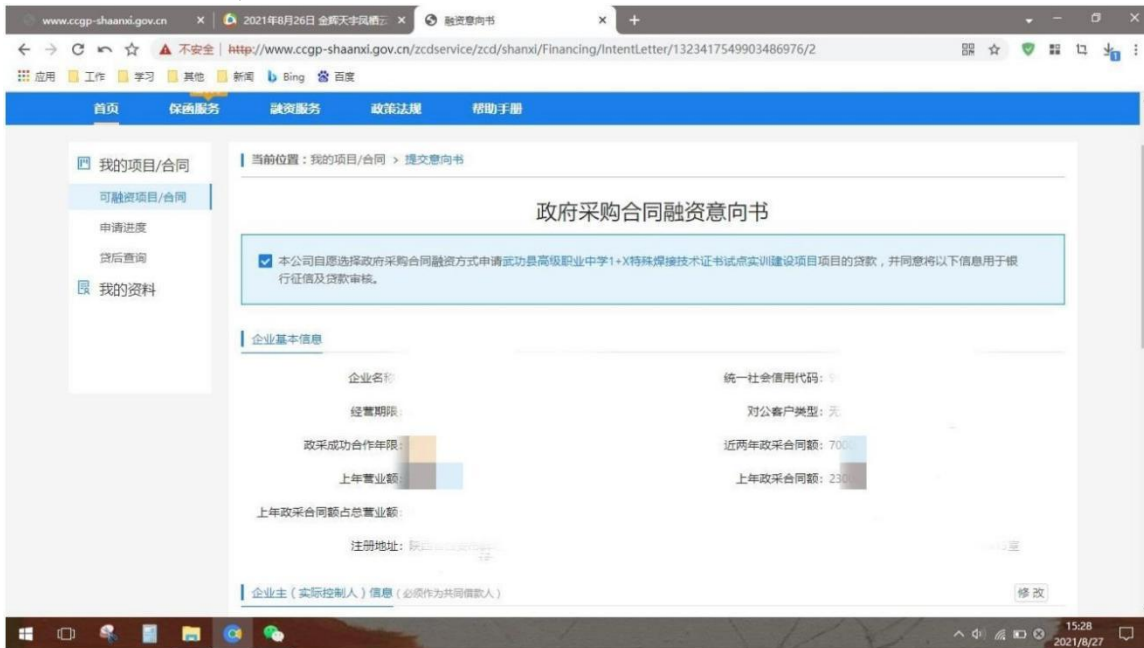 www.ccgp-shaanxi.gov.cn
2021年8月26日 金辉天宇凤栖云
融资意向书
不安全 http://www.ccgp-shaanxi.gov.cn/zcdservice/zcd/shanxi/Financing/IntentLetter/1323417549903486976/2
应用 工作 学习 其他 新闻 Bing 百度
首页 保函服务 融资服务 政策法规 帮助手册
我的项目/合同
可融资项目/合同
申请进度
贷后查询
我的资料
当前位置:我的项目/合同 > 提交意向书
政府采购合同融资意向书
本公司自愿选择政府采购合同融资方式申请武功县高级职业中学1+X特殊焊接技术证书试点实训建设项目项目的贷款,并同意将以下信息用于银
行征信及贷款审核。
企业基本信息
企业名称
统一社会信用代码:
经营期限:
对公客户类型:
政采成功合作年限:
近两年政采合同额: 700
上年营业额:
上年政采合同额: 230
上年政采合同额占总营业额:
注册地址:
企业主(实际控制人)信息(必须作为共同借款人)
修改
15:28
2021/8/27